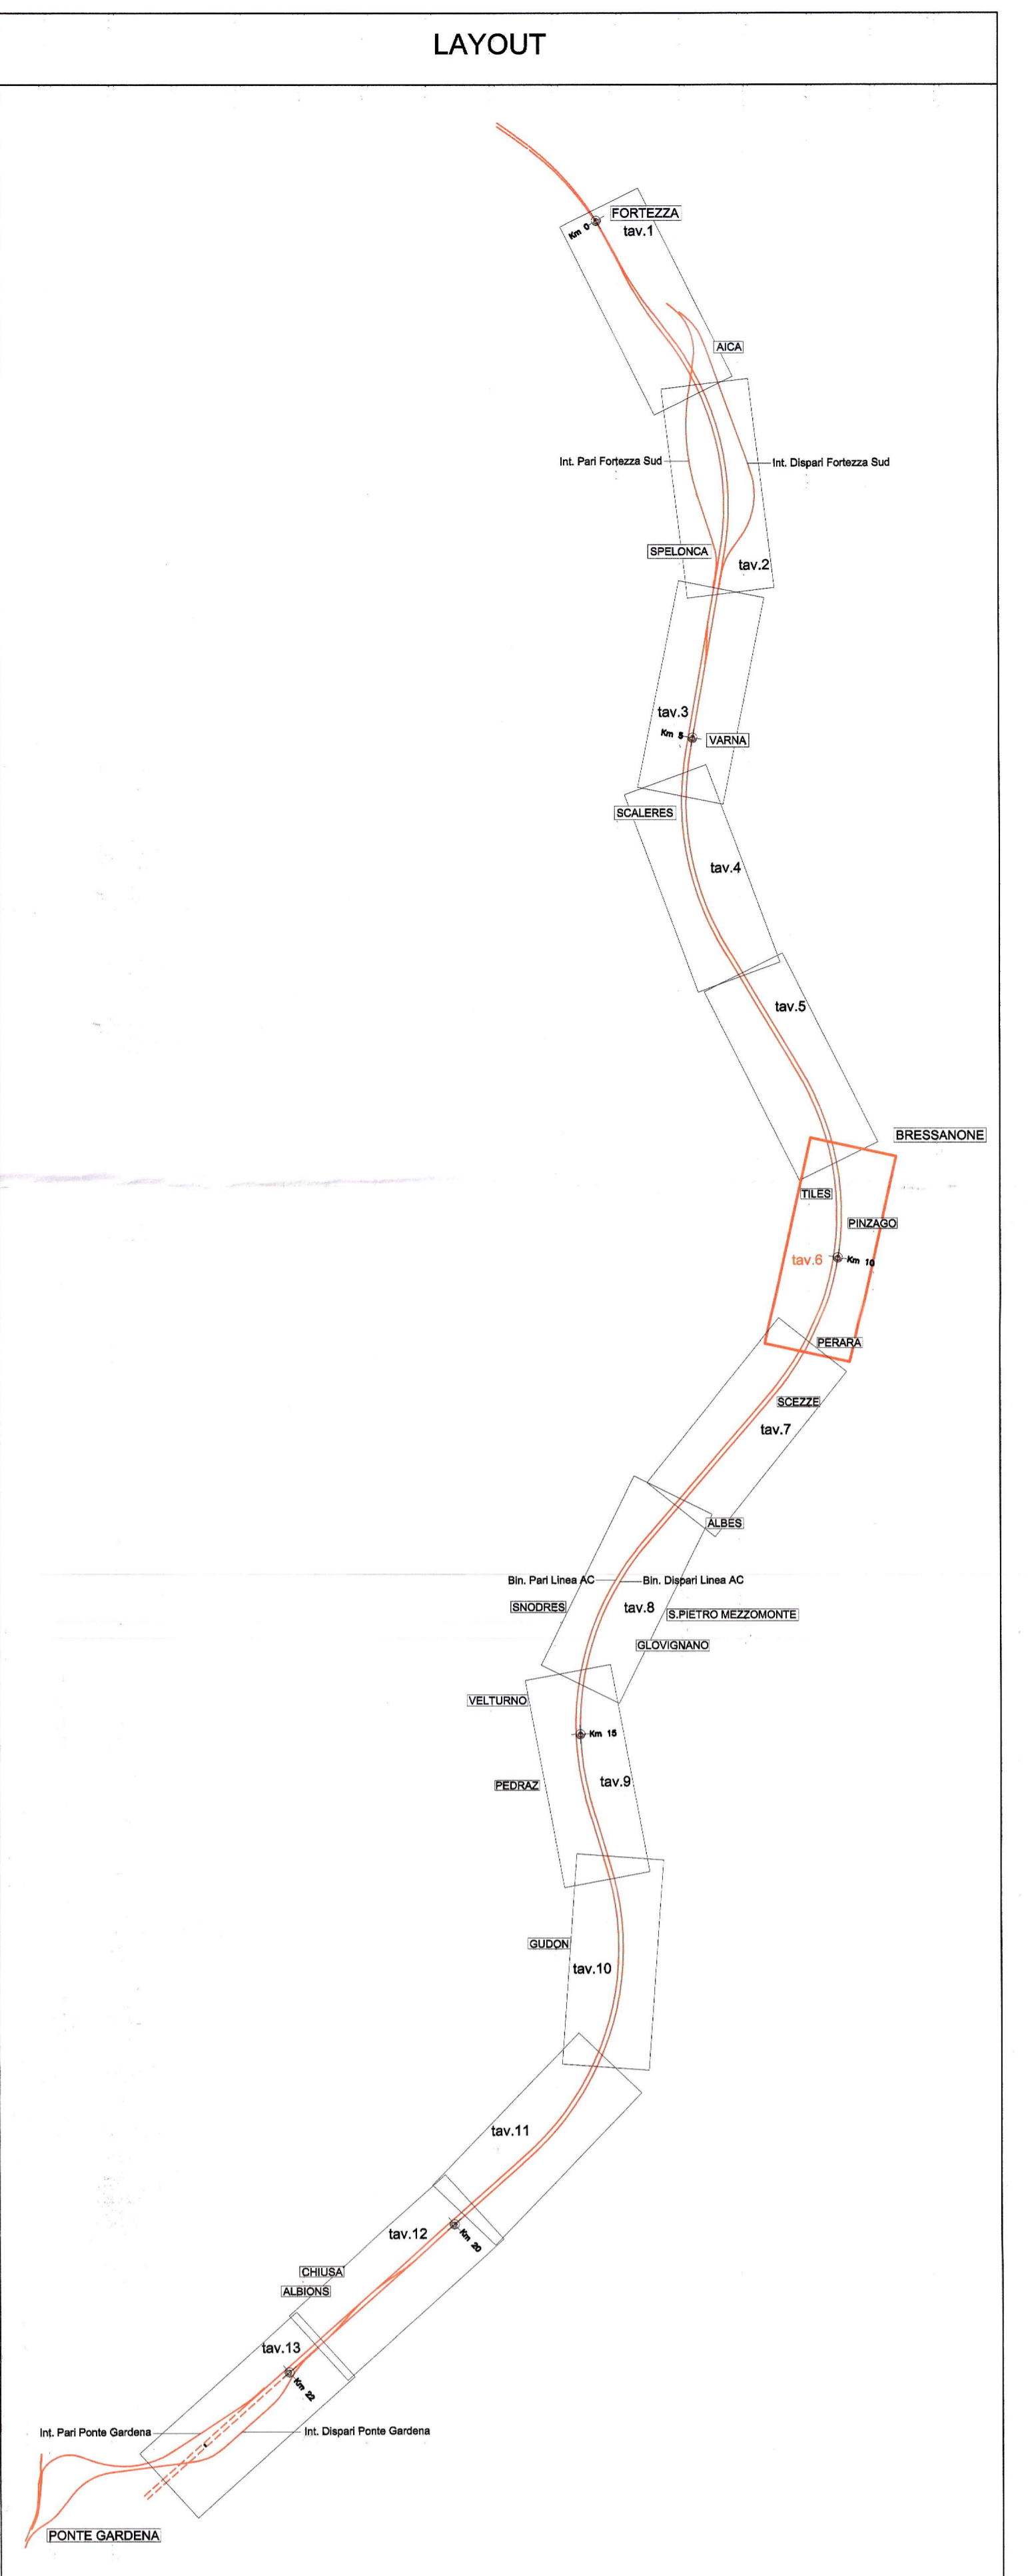 LAYOUT
FORTEZZA
Km 0
tav.1
AICA
Int. Pari Fortezza Sud
Int. Dispari Fortezza Sud
SPELONCA
tav.2
tav.3
Km 5
VARNA
SCALERES
tav.4
tav.5
BRESSANONE
TILES
PINZAGO
tav.6
Km 10
PERARA
SCEZZE
tav.7
ALBES
Bin. Pari Linea AC
Bin. Dispari Linea AC
SNODRES
tav.8
S.PIETRO MEZZOMONTE
GLOVIGNANO
VELTURNO
Km 15
tav.9
PEDRAZ
GUDON
tav.10
tav.11
tav.12
Km 20
CHIUSA
ALBIONS
tav.13
Km 22
Int. Pari Ponte Gardena
Int. Dispari Ponte Gardena
PONTE GARDENA